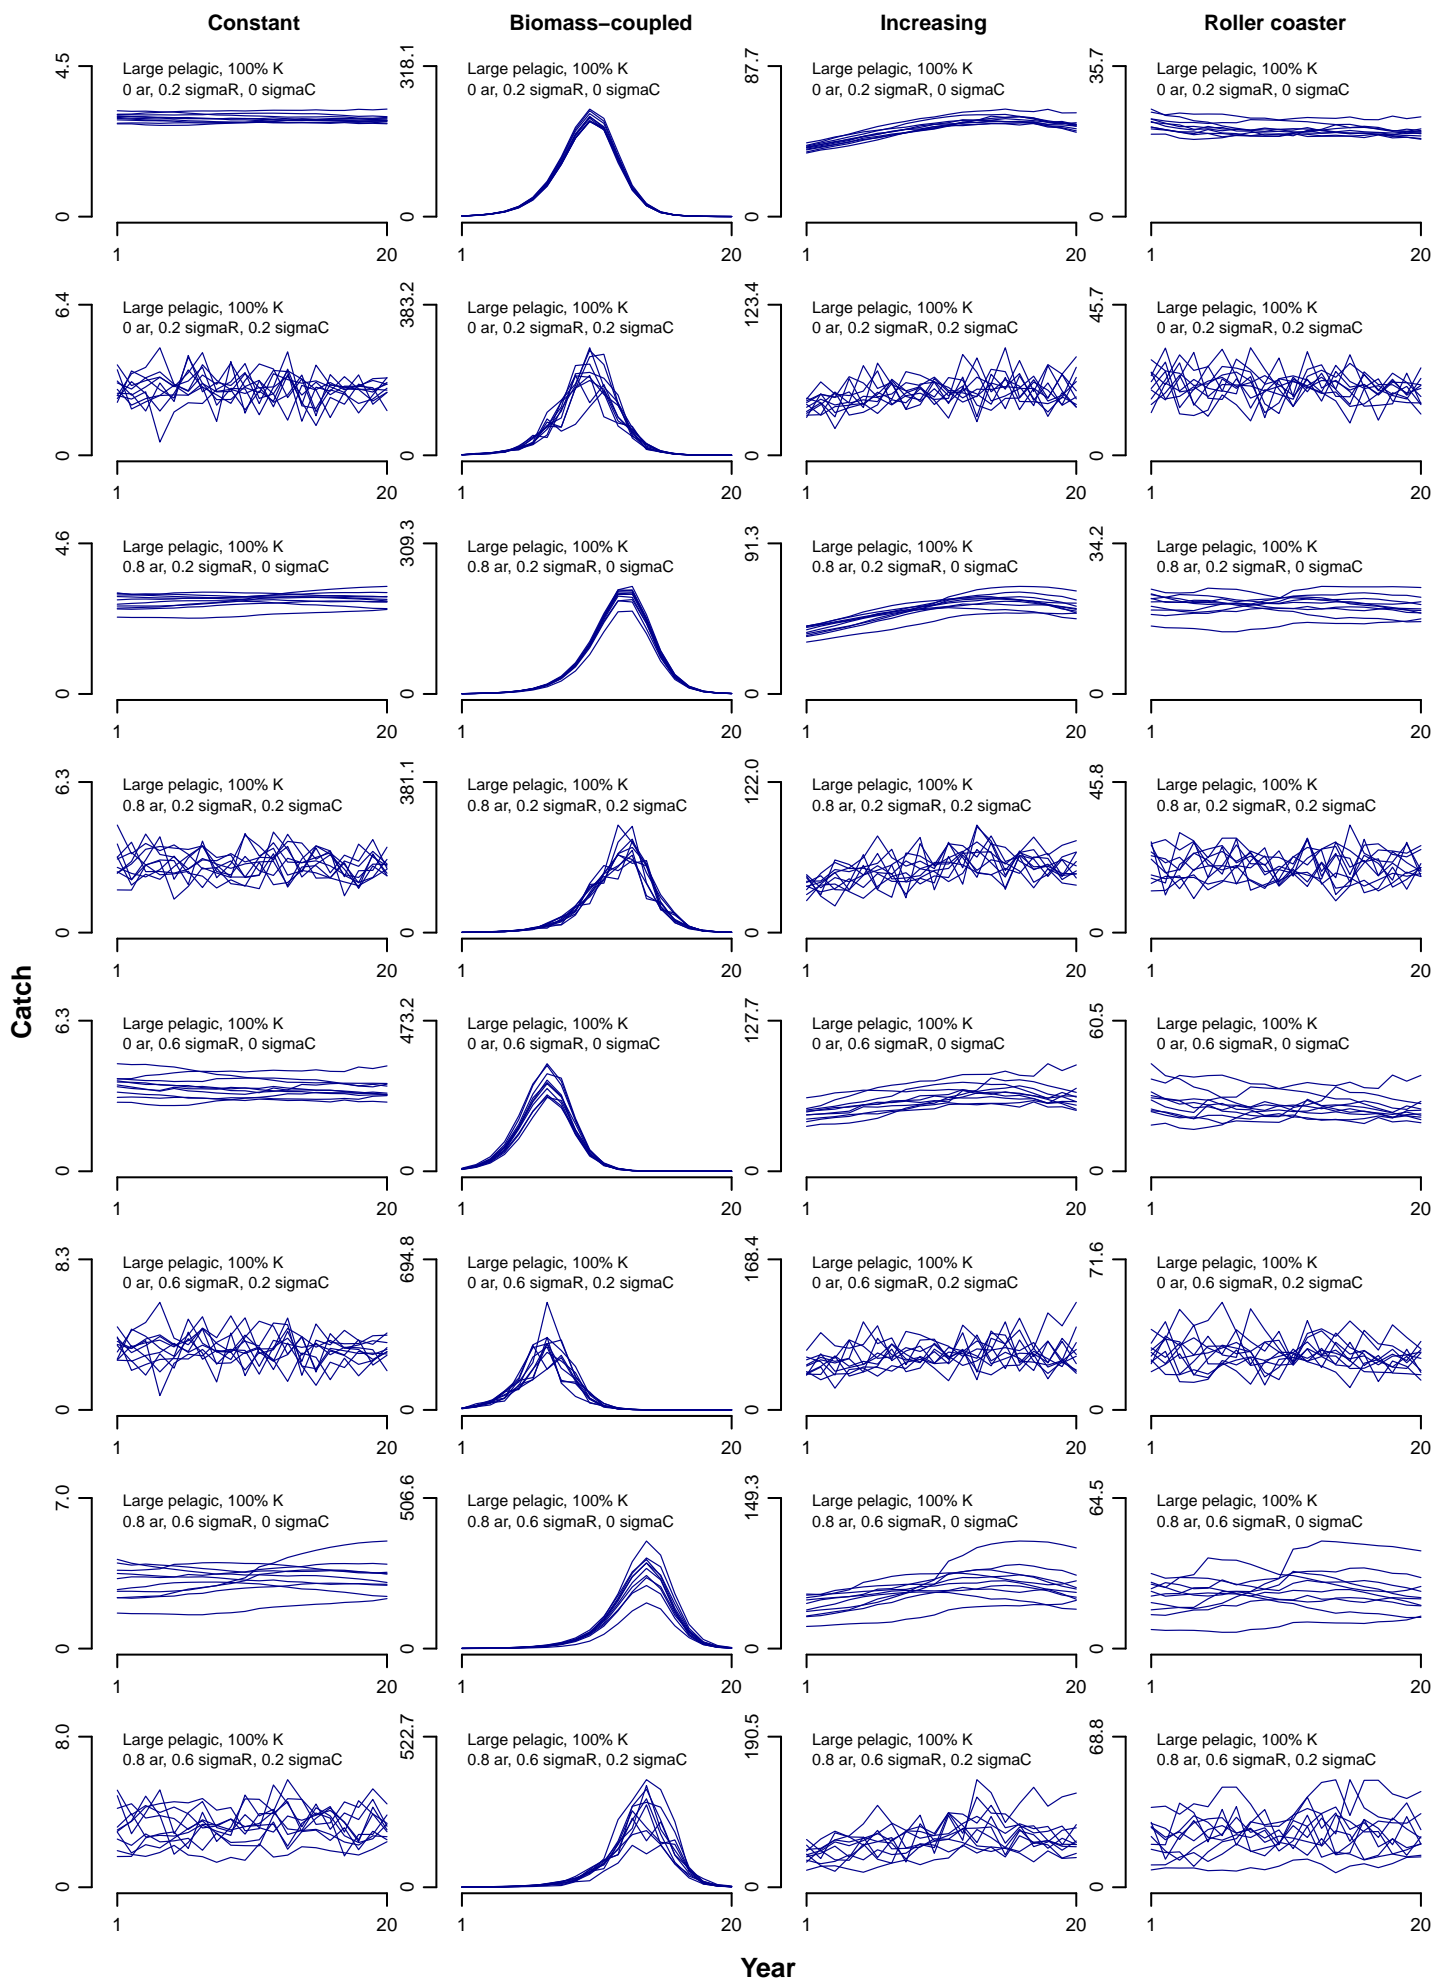 Constant Biomass−coupled Increasing Roller coaster
4.5 Large pelagic, 100% K 318.1 Large pelagic, 100% K 87.7 Large pelagic, 100% K 35.7 Large pelagic, 100% K
0 ar, 0.2 sigmaR, 0 sigmaC 0 ar, 0.2 sigmaR, 0 sigmaC 0 ar, 0.2 sigmaR, 0 sigmaC 0 ar, 0.2 sigmaR, 0 sigmaC
0 0 0 0
1 20 1 20 1 20 1 20
6.4 Large pelagic, 100% K 383.2 Large pelagic, 100% K 123.4 Large pelagic, 100% K 45.7 Large pelagic, 100% K
0 ar, 0.2 sigmaR, 0.2 sigmaC 0 ar, 0.2 sigmaR, 0.2 sigmaC 0 ar, 0.2 sigmaR, 0.2 sigmaC 0 ar, 0.2 sigmaR, 0.2 sigmaC
0 0 0 0
1 20 1 20 1 20 1 20
4.6 Large pelagic, 100% K 309.3 Large pelagic, 100% K 91.3 Large pelagic, 100% K 34.2 Large pelagic, 100% K
0.8 ar, 0.2 sigmaR, 0 sigmaC 0.8 ar, 0.2 sigmaR, 0 sigmaC 0.8 ar, 0.2 sigmaR, 0 sigmaC 0.8 ar, 0.2 sigmaR, 0 sigmaC
0 0 0 0
1 20 1 20 1 20 1 20
6.3 Large pelagic, 100% K 381.1 Large pelagic, 100% K 122.0 Large pelagic, 100% K 45.8 Large pelagic, 100% K
0.8 ar, 0.2 sigmaR, 0.2 sigmaC 0.8 ar, 0.2 sigmaR, 0.2 sigmaC 0.8 ar, 0.2 sigmaR, 0.2 sigmaC 0.8 ar, 0.2 sigmaR, 0.2 sigmaC
0 0 0 0
1 20 1 20 1 20 1 20
Catch
6.3 Large pelagic, 100% K 473.2 Large pelagic, 100% K 127.7 Large pelagic, 100% K 60.5 Large pelagic, 100% K
0 ar, 0.6 sigmaR, 0 sigmaC 0 ar, 0.6 sigmaR, 0 sigmaC 0 ar, 0.6 sigmaR, 0 sigmaC 0 ar, 0.6 sigmaR, 0 sigmaC
0 0 0 0
1 20 1 20 1 20 1 20
8.3 Large pelagic, 100% K 694.8 Large pelagic, 100% K 168.4 Large pelagic, 100% K 71.6 Large pelagic, 100% K
0 ar, 0.6 sigmaR, 0.2 sigmaC 0 ar, 0.6 sigmaR, 0.2 sigmaC 0 ar, 0.6 sigmaR, 0.2 sigmaC 0 ar, 0.6 sigmaR, 0.2 sigmaC
0 0 0 0
1 20 1 20 1 20 1 20
7.0 Large pelagic, 100% K 506.6 Large pelagic, 100% K 149.3 Large pelagic, 100% K 64.5 Large pelagic, 100% K
0.8 ar, 0.6 sigmaR, 0 sigmaC 0.8 ar, 0.6 sigmaR, 0 sigmaC 0.8 ar, 0.6 sigmaR, 0 sigmaC 0.8 ar, 0.6 sigmaR, 0 sigmaC
0 0 0 0
1 20 1 20 1 20 1 20
8.0 Large pelagic, 100% K 522.7 Large pelagic, 100% K 190.5 Large pelagic, 100% K 68.8 Large pelagic, 100% K
0.8 ar, 0.6 sigmaR, 0.2 sigmaC 0.8 ar, 0.6 sigmaR, 0.2 sigmaC 0.8 ar, 0.6 sigmaR, 0.2 sigmaC 0.8 ar, 0.6 sigmaR, 0.2 sigmaC
0 0 0 0
1 20 1 20 1 20 1 20
Year